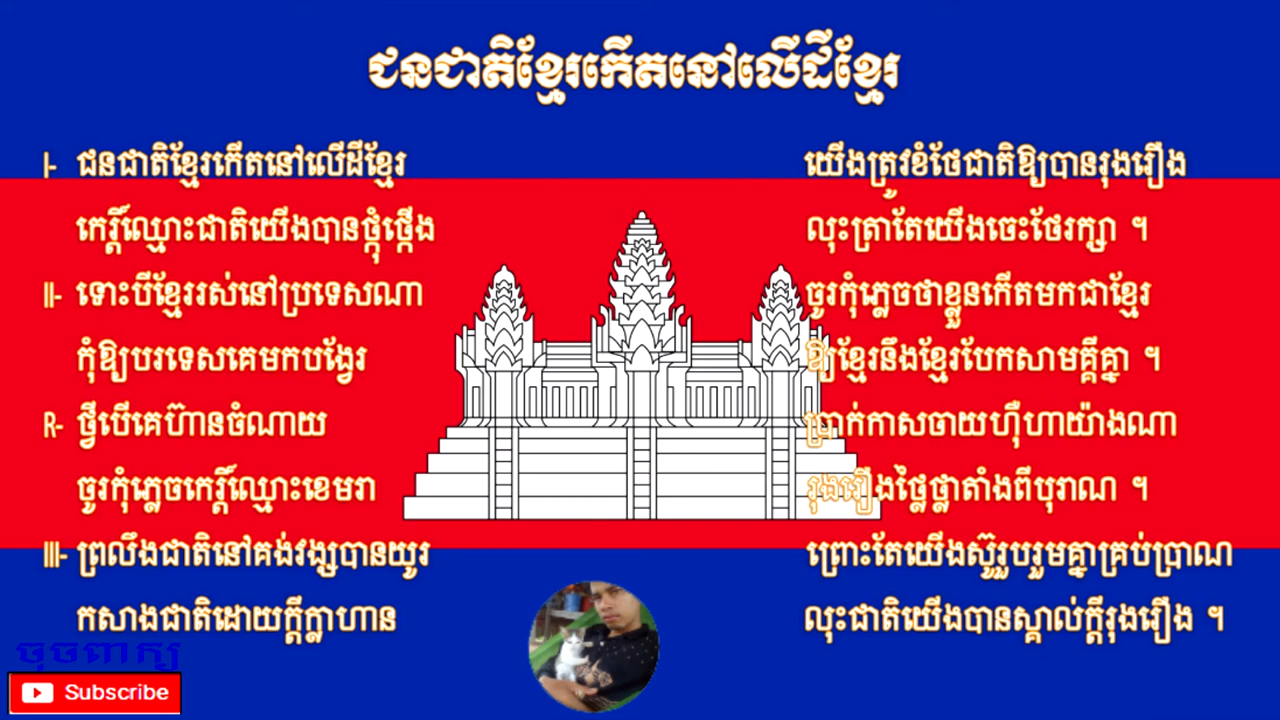 ជនជាតិខ្មែរកើតនៅលើដីខ្មែរ
I- ជនជាតិខ្មែរកើតនៅលើដីខ្មែរ យើងត្រូវខំថែជាតិឱ្យបានរុងរឿង
កេរ្តិ៍ឈ្មោះជាតិយើងបានថ្កុំថ្កើង លុះត្រាតែយើងចេះថែរក្សា ។
II- ទោះបីខ្មែររស់នៅប្រទេសណា ចូរកុំភ្លេចថាខ្លួនកើតមកជាខ្មែរ
កុំឱ្យបរទេសគេមកបង្វែរ ឱ្យខ្មែរនឹងខ្មែរបែកសាមគ្គីគ្នា ។
R- ថ្វីបើគេហ៊ានចំណាយ ប្រាក់កាសចាយហ៊ឺហាយ៉ាងណា
ចូរកុំភ្លេចកេរ្តិ៍ឈ្មោះខេមរា រុងរឿងថ្លៃថ្លាតាំងពីបុរាណ ។
III- ព្រលឹងជាតិនៅគង់វង្សបានយូរ ព្រោះតែយើងស៊ូរួបរួមគ្នាគ្រប់ប្រាណ
កសាងជាតិដោយក្ដីក្លាហាន លុះជាតិយើងបានស្គាល់ក្ដីរុងរឿង ។
ចុចពាក្យ
Subscribe